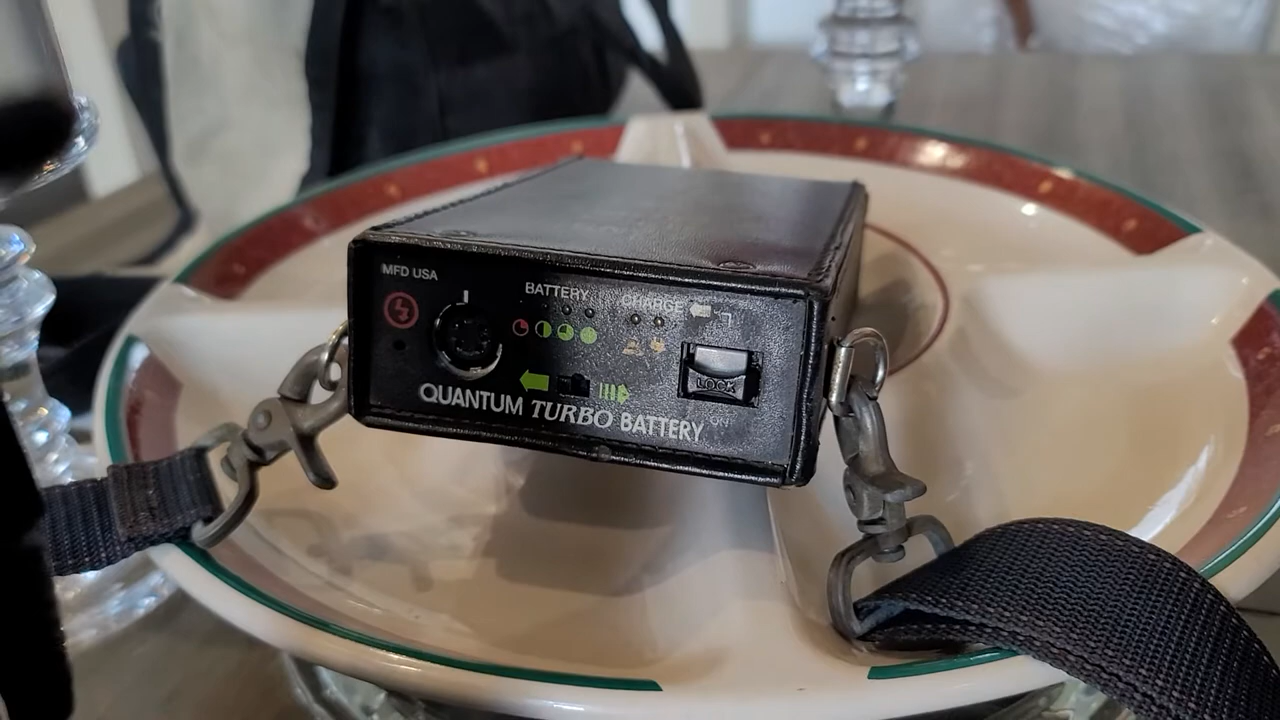 MFD USA
BATTERY CHARGE
LOCK
QUANTUM TURBO BATTERY
ON